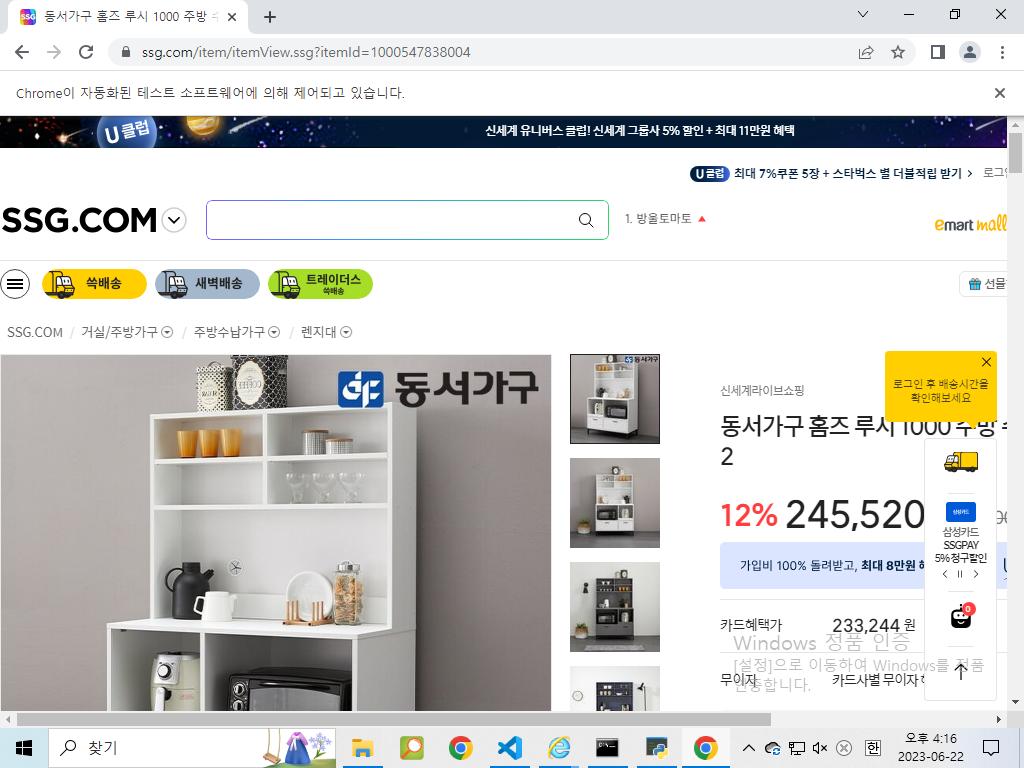 동서가구 홈즈 루시 1000 주방
ssg.com/item/itemView.ssg?itemId=1000547838004
Chrome이 자동화된 테스트 소프트웨어에 의해 제어되고 있습니다.
U 클럽
신세계 유니버스 클럽! 신세계 그룹사 5% 할인 + 최대 11만원 혜택
U 클럽 최대 7%쿠폰 5장 + 스타벅스 별 더블적립 받기
SSG.COM
1. 방울토마토
emart mall
쓱배송
새벽배송
트레이더스
쓱배송
선물
SSG.COM / 거실/주방가구 / 주방수납가구 / 렌지대
동서가구
동서가구
COFFEE
신세계라이브쇼핑
동서가구 홈즈 루시 1000 주방
2
로그인 후 배송시간을
확인해보세요
12% 245,520
가입비 100% 돌려받고, 최대 8만원
삼성카드
삼성카드
SSGPAY
5% 청구할인
0
카드혜택가 233,244 원
무이자 카드사별 무이자
Windows 정품 인증
[설정]으로 이동하여 Windows를 정품
인증합니다.
찾기
한
오후 4:16
2023-06-22